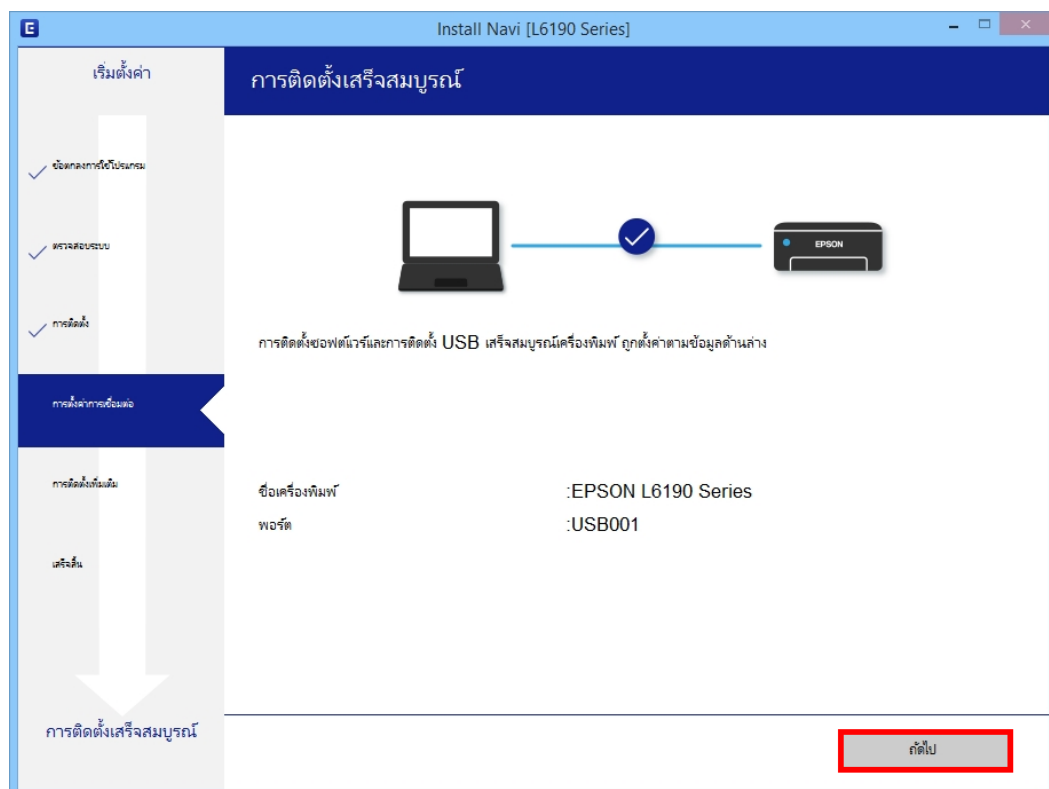 Install Navi [L6190 Series]
เริ่มตั้งค่า
การติดตั้งเสร็จสมบูรณ์
ข้อตกลงการใช้โปรแกรม
ตรวจสอบระบบ
EPSON
การติดตั้ง
การติดตั้งซอฟต์แวร์และการติดตั้ง USB เสร็จสมบูรณ์เครื่องพิมพ์ ถูกตั้งค่าตามข้อมูลด้านล่าง
การตั้งค่าการเชื่อมต่อ
การติดตั้งเพิ่มเติม
ชื่อเครื่องพิมพ์ :EPSON L6190 Series
พอร์ต :USB001
เสร็จสิ้น
การติดตั้งเสร็จสมบูรณ์
ถัดไป